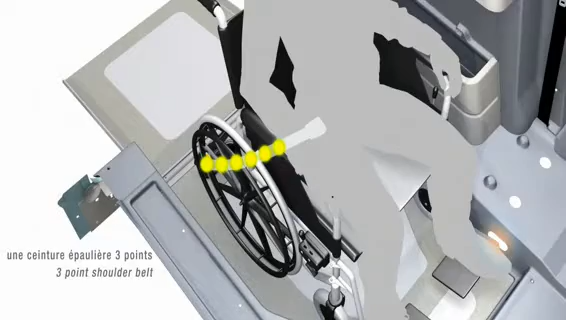 une ceinture épaulière 3 points
3 point shoulder belt